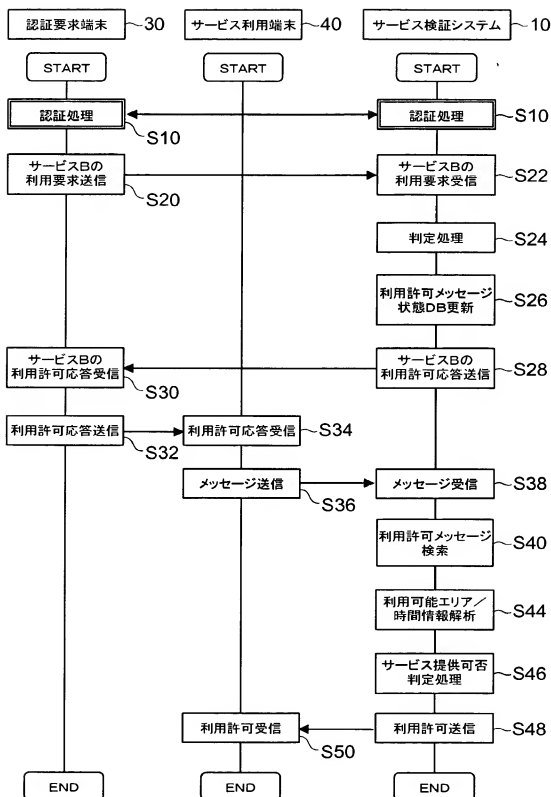 認証要求端末 30 サービス利用端末 40 サービス検証システム 10
START START START
認証処理 S10 認証処理 S10
サービスBの
利用要求送信 S20
サービスBの
利用要求受信 S22
判定処理 S24
利用許可メッセージ
状態DB更新 S26
サービスBの
利用許可応答受信 S30
サービスBの
利用許可応答送信 S28
利用許可応答送信 S32 利用許可応答受信 S34
メッセージ送信 S36 メッセージ受信 S38
利用許可メッセージ
検索 S40
利用可能エリア/
時間情報解析 S44
サービス提供可否
判定処理 S46
利用許可受信 S50 利用許可送信 S48
END END END